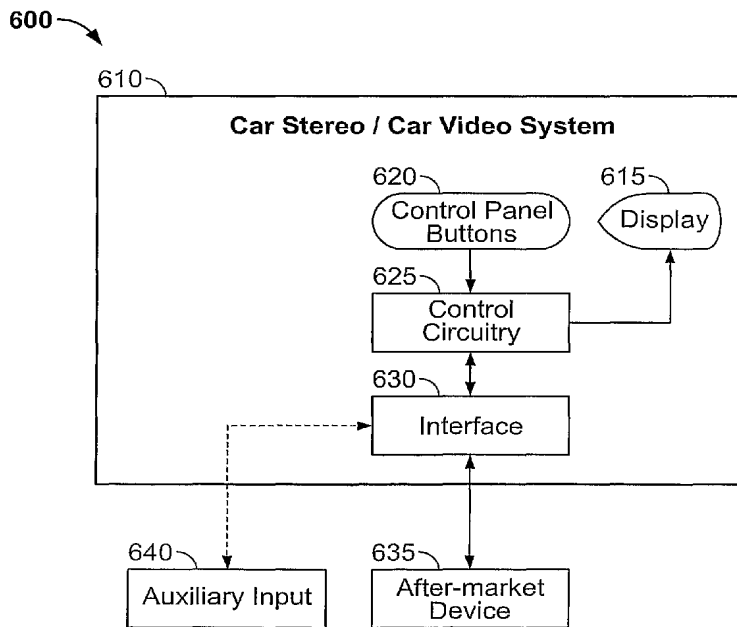 600
610
Car Stereo / Car Video System
620
615
Control Panel
Buttons
Display
625
Control
Circuitry
630
Interface
640
635
Auxiliary Input
After-market
Device